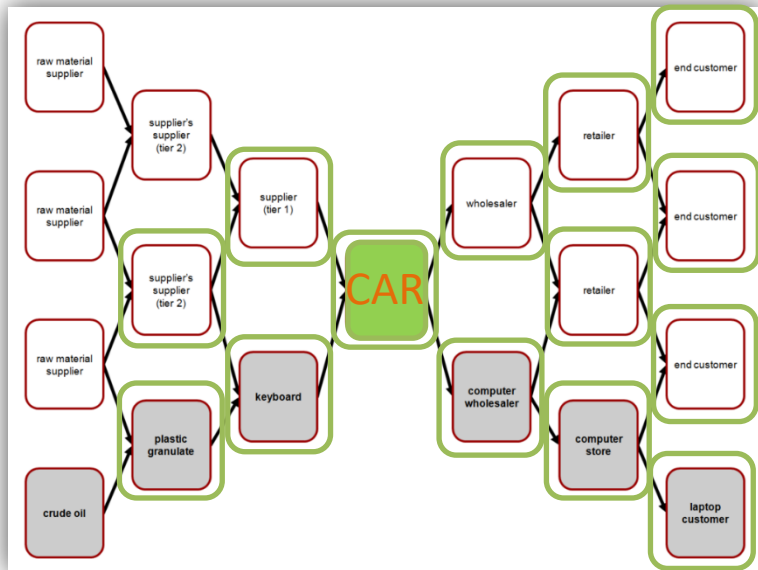 raw material
supplier
raw material
supplier
raw material
supplier
crude oil
supplier's
supplier
(tier 2)
supplier's
supplier
(tier 2)
plastic
granulate
supplier
(tier 1)
keyboard
CAR
wholesaler
computer
wholesaler
retailer
retailer
computer
store
end customer
end customer
end customer
laptop
customer